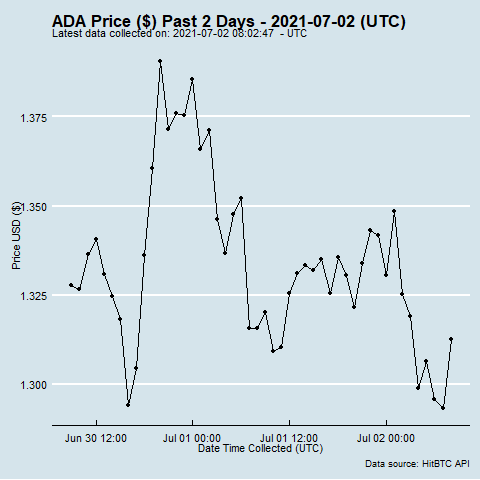 ADA Price ($) Past 2 Days - 2021-07-02 (UTC)
Latest data collected on: 2021-07-02 08:02:47 - UTC
1.375
1.350
1.325
1.300
Price USD ($)
Jun 30 12:00 Jul 01 00:00 Jul 01 12:00 Jul 02 00:00
Date Time Collected (UTC)
Data source: HitBTC API